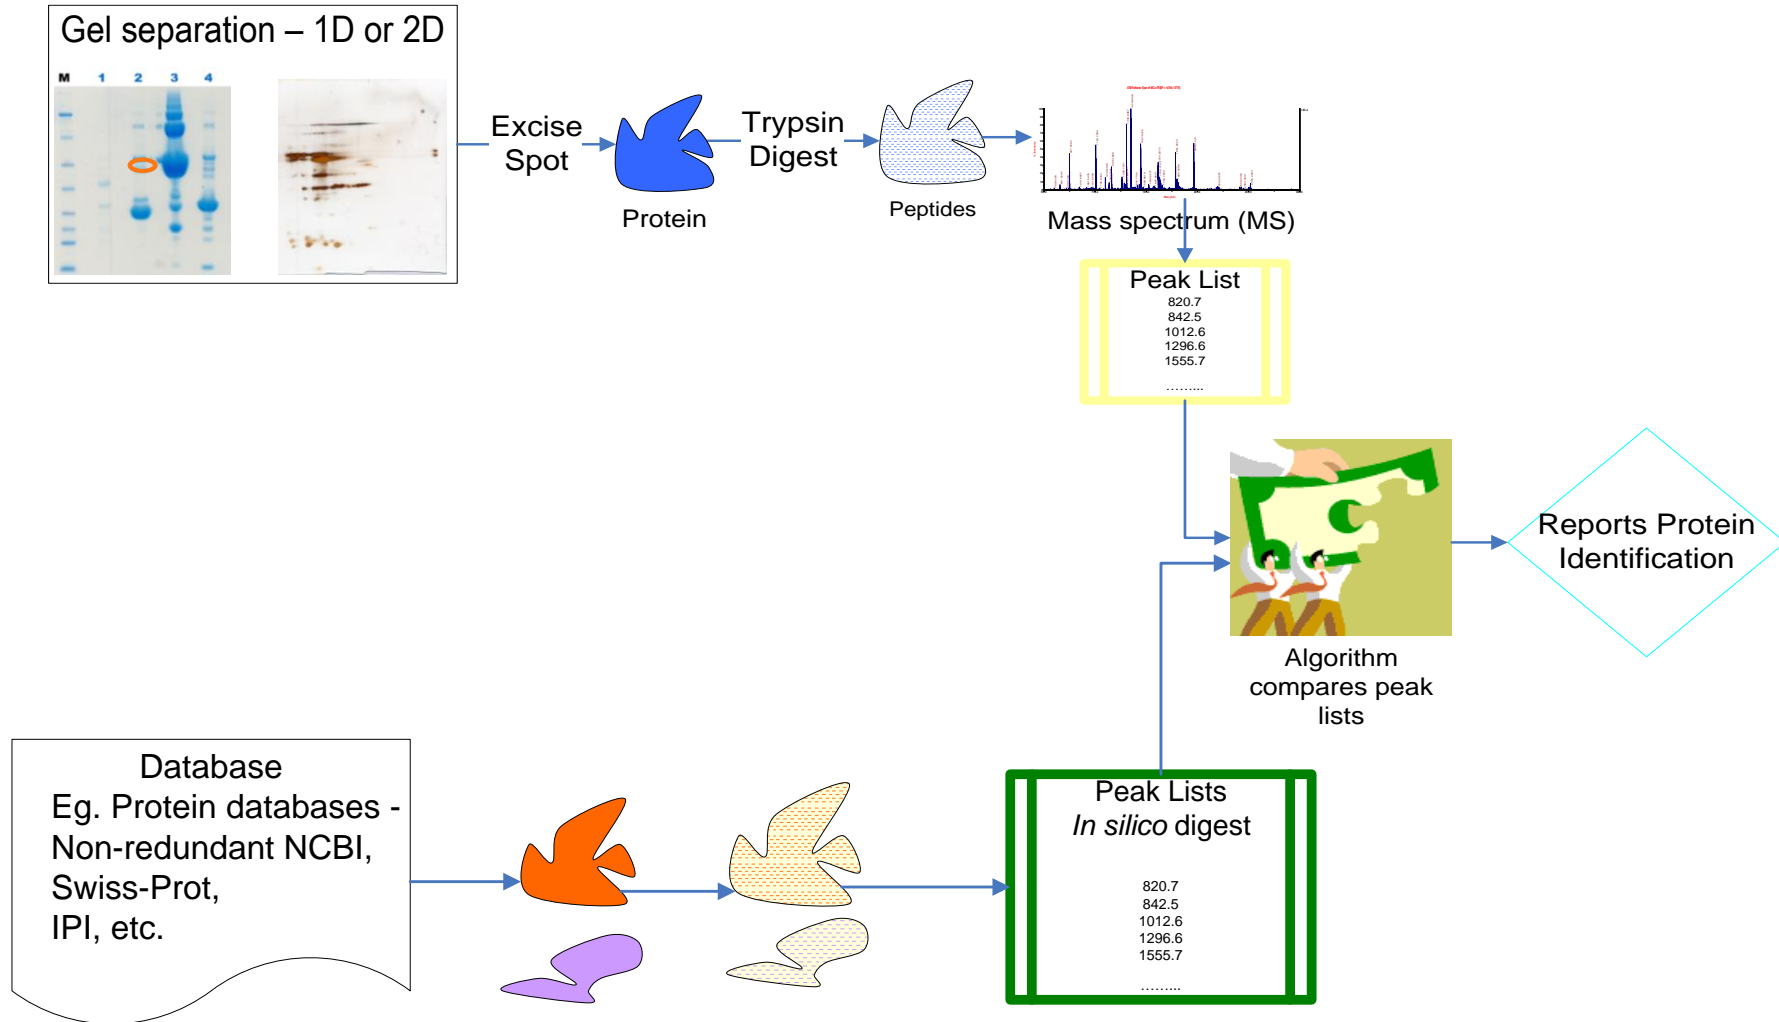 Gel separation – 1D or 2D
M 1 2 3 4
Excise
Spot
Protein
Trypsin
Digest
Peptides
Mass spectrum (MS)
Peak List
820.7
842.5
1012.6
1296.6
1555.7
……...
Algorithm
compares peak
lists
Reports Protein
Identification
Database
Eg. Protein databases -
Non-redundant NCBI,
Swiss-Prot,
IPI, etc.
Peak Lists
In silico digest
820.7
842.5
1012.6
1296.6
1555.7
……...